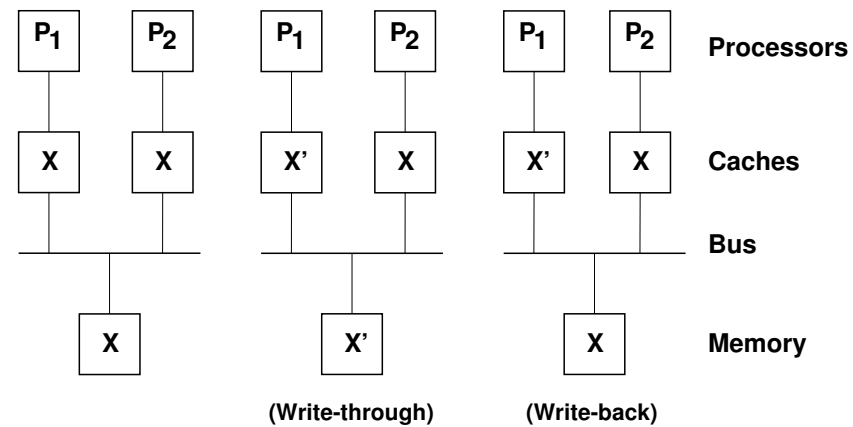 P1 P2 P1 P2 P1 P2 Processors
X X X' X X' X Caches
Bus
X X' X Memory
(Write-through) (Write-back)